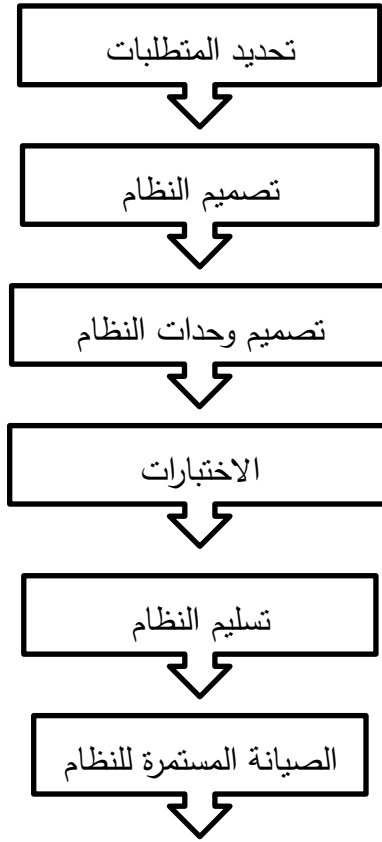 تحديد المتطلبات
تصميم النظام
تصميم وحدات النظام
الاختبارات
تسليم النظام
الصيانة المستمرة للنظام